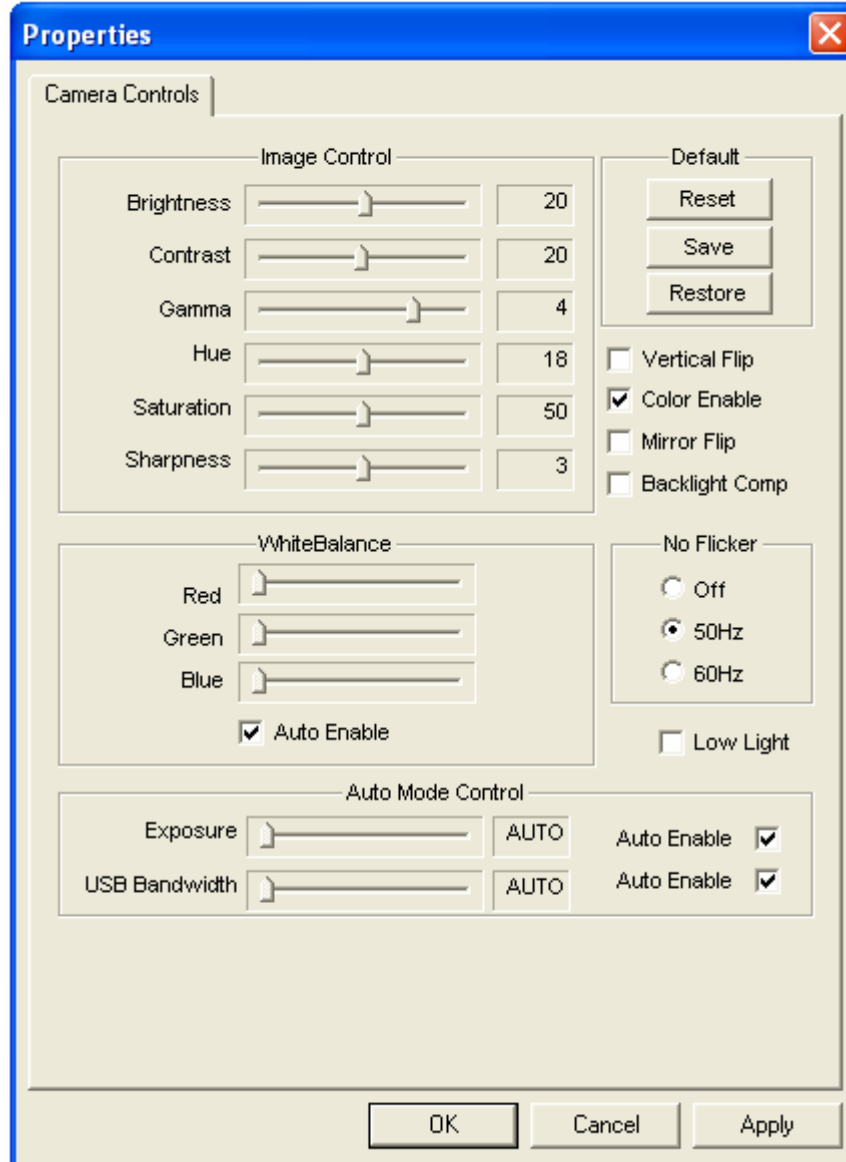 Properties
Camera Controls
Image Control
Brightness 20
Contrast 20
Gamma 4
Hue 18
Saturation 50
Sharpness 3
Default
Reset
Save
Restore
Vertical Flip
Color Enable
Mirror Flip
Backlight Comp
WhiteBalance
Red
Green
Blue
Auto Enable
No Flicker
Off
50Hz
60Hz
Low Light
Auto Mode Control
Exposure AUTO Auto Enable
USB Bandwidth AUTO Auto Enable
OK Cancel Apply